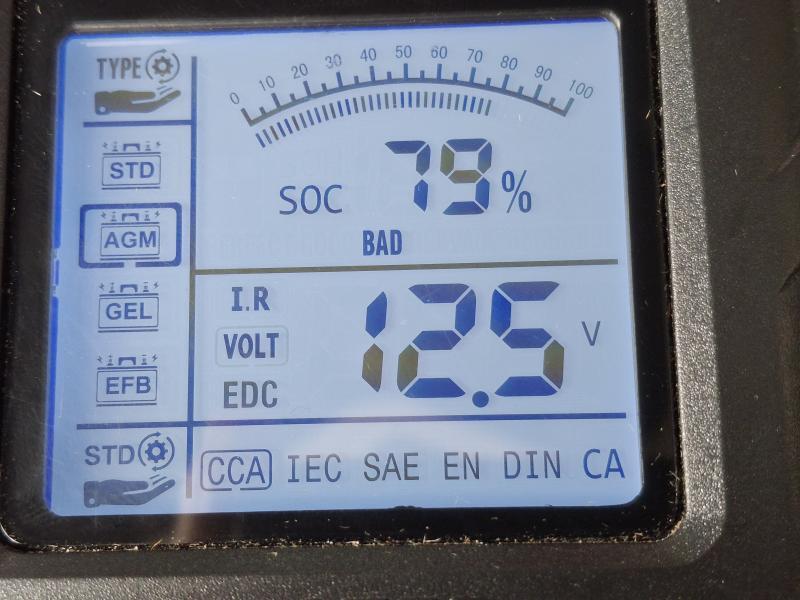 TYPE
0 10 20 30 40 50 60 70 80 90 100
STD
SOC 79%
AGM
BAD
I.R
GEL
VOLT 12.5 V
EFB
EDC
STD
CCA IEC SAE EN DIN CA